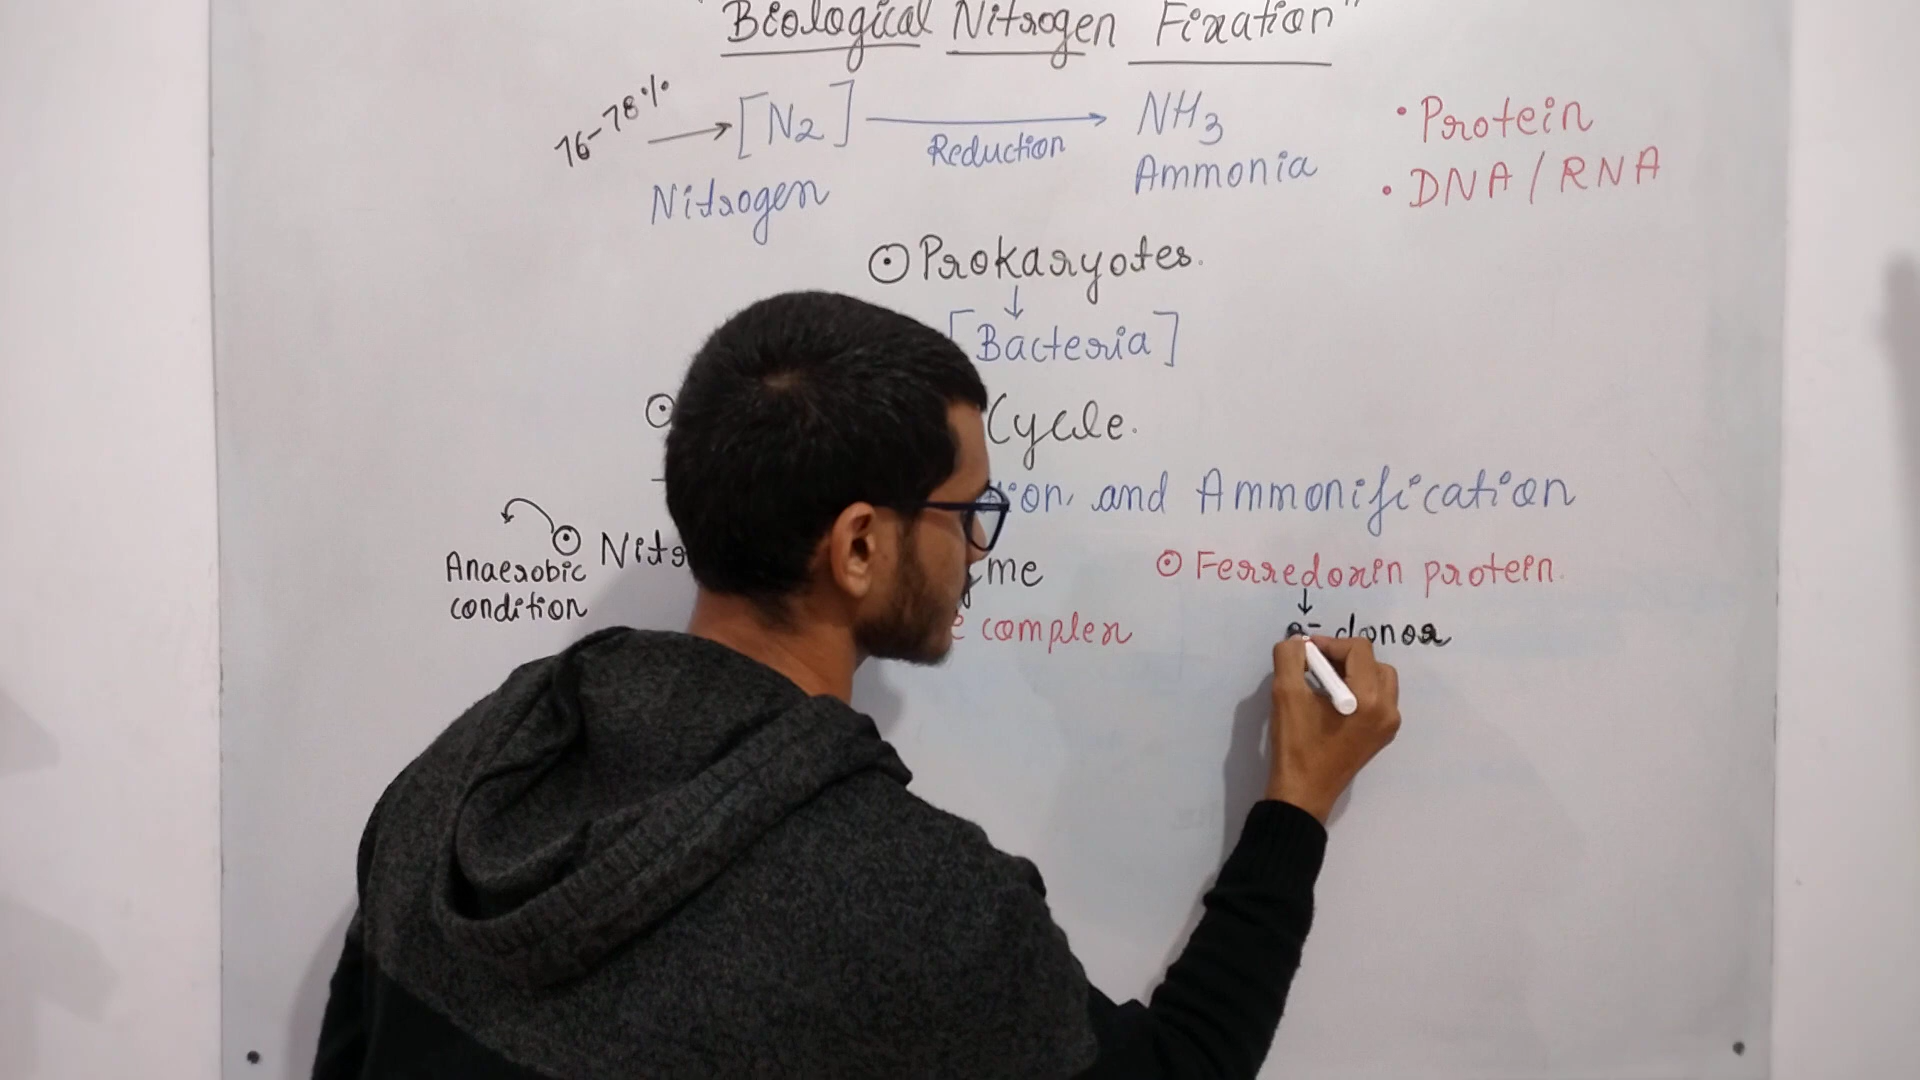 "Biological Nitrogen Fixation"
76-78% → [N2] → NH3
Reduction
Nitrogen
Ammonia
• Protein
• DNA / RNA
⊙ Prokaryotes.
↓
[Bacteria]
⊙ Cycle.
and Ammonification
⊙
Anaerobic
condition
⊙ Ferredoxin protein.
↓
e- donor
complex